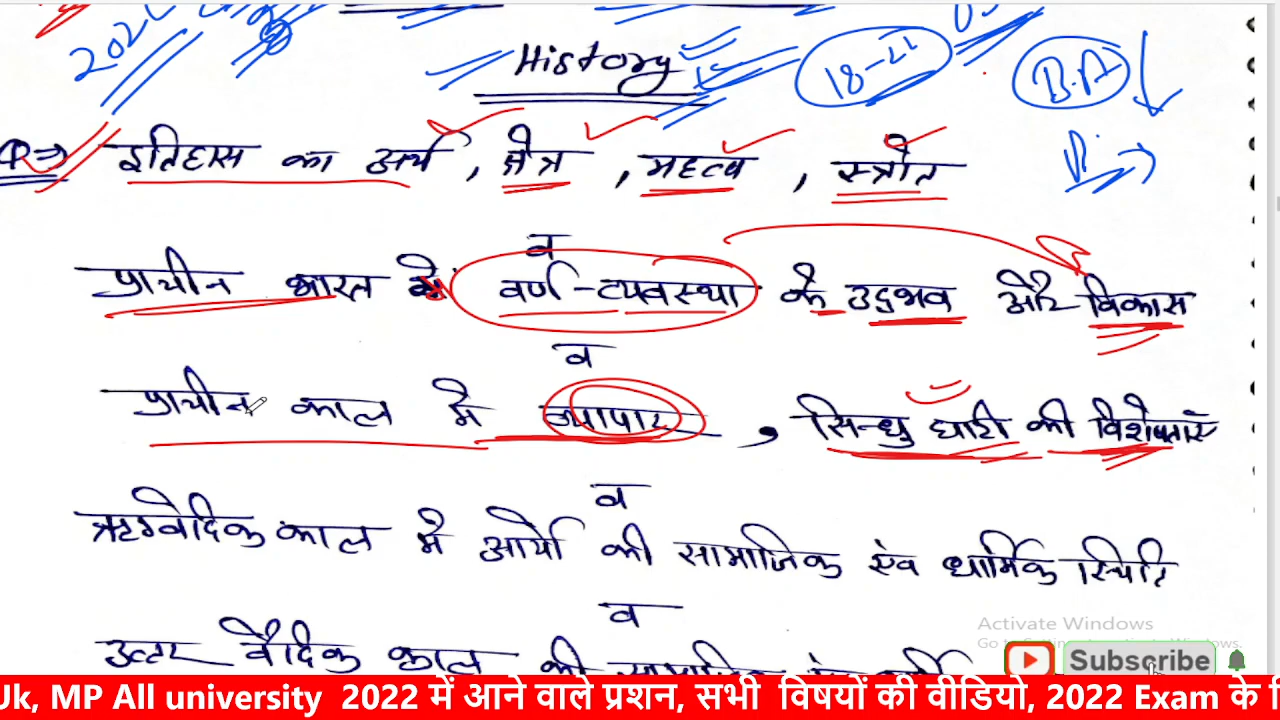 202
History
18-22
B.A
Q⇒ इतिहास का अर्थ, क्षेत्र, महत्व, स्त्रोत
व
प्राचीन भारत में वर्ण-व्यवस्था के उद्भव और विकास
व
प्राचीन काल मे व्यापार, सिन्धु घाटी की विशेषताएं
व
ऋग्वेदिक काल में आर्यो की सामाजिक एंव धार्मिक स्थिति
व
उत्तर वैदिक काल की
Activate Windows
Subscribe
Uk, MP All university 2022 में आने वाले प्रशन, सभी विषयों की वीडियो, 2022 Exam के